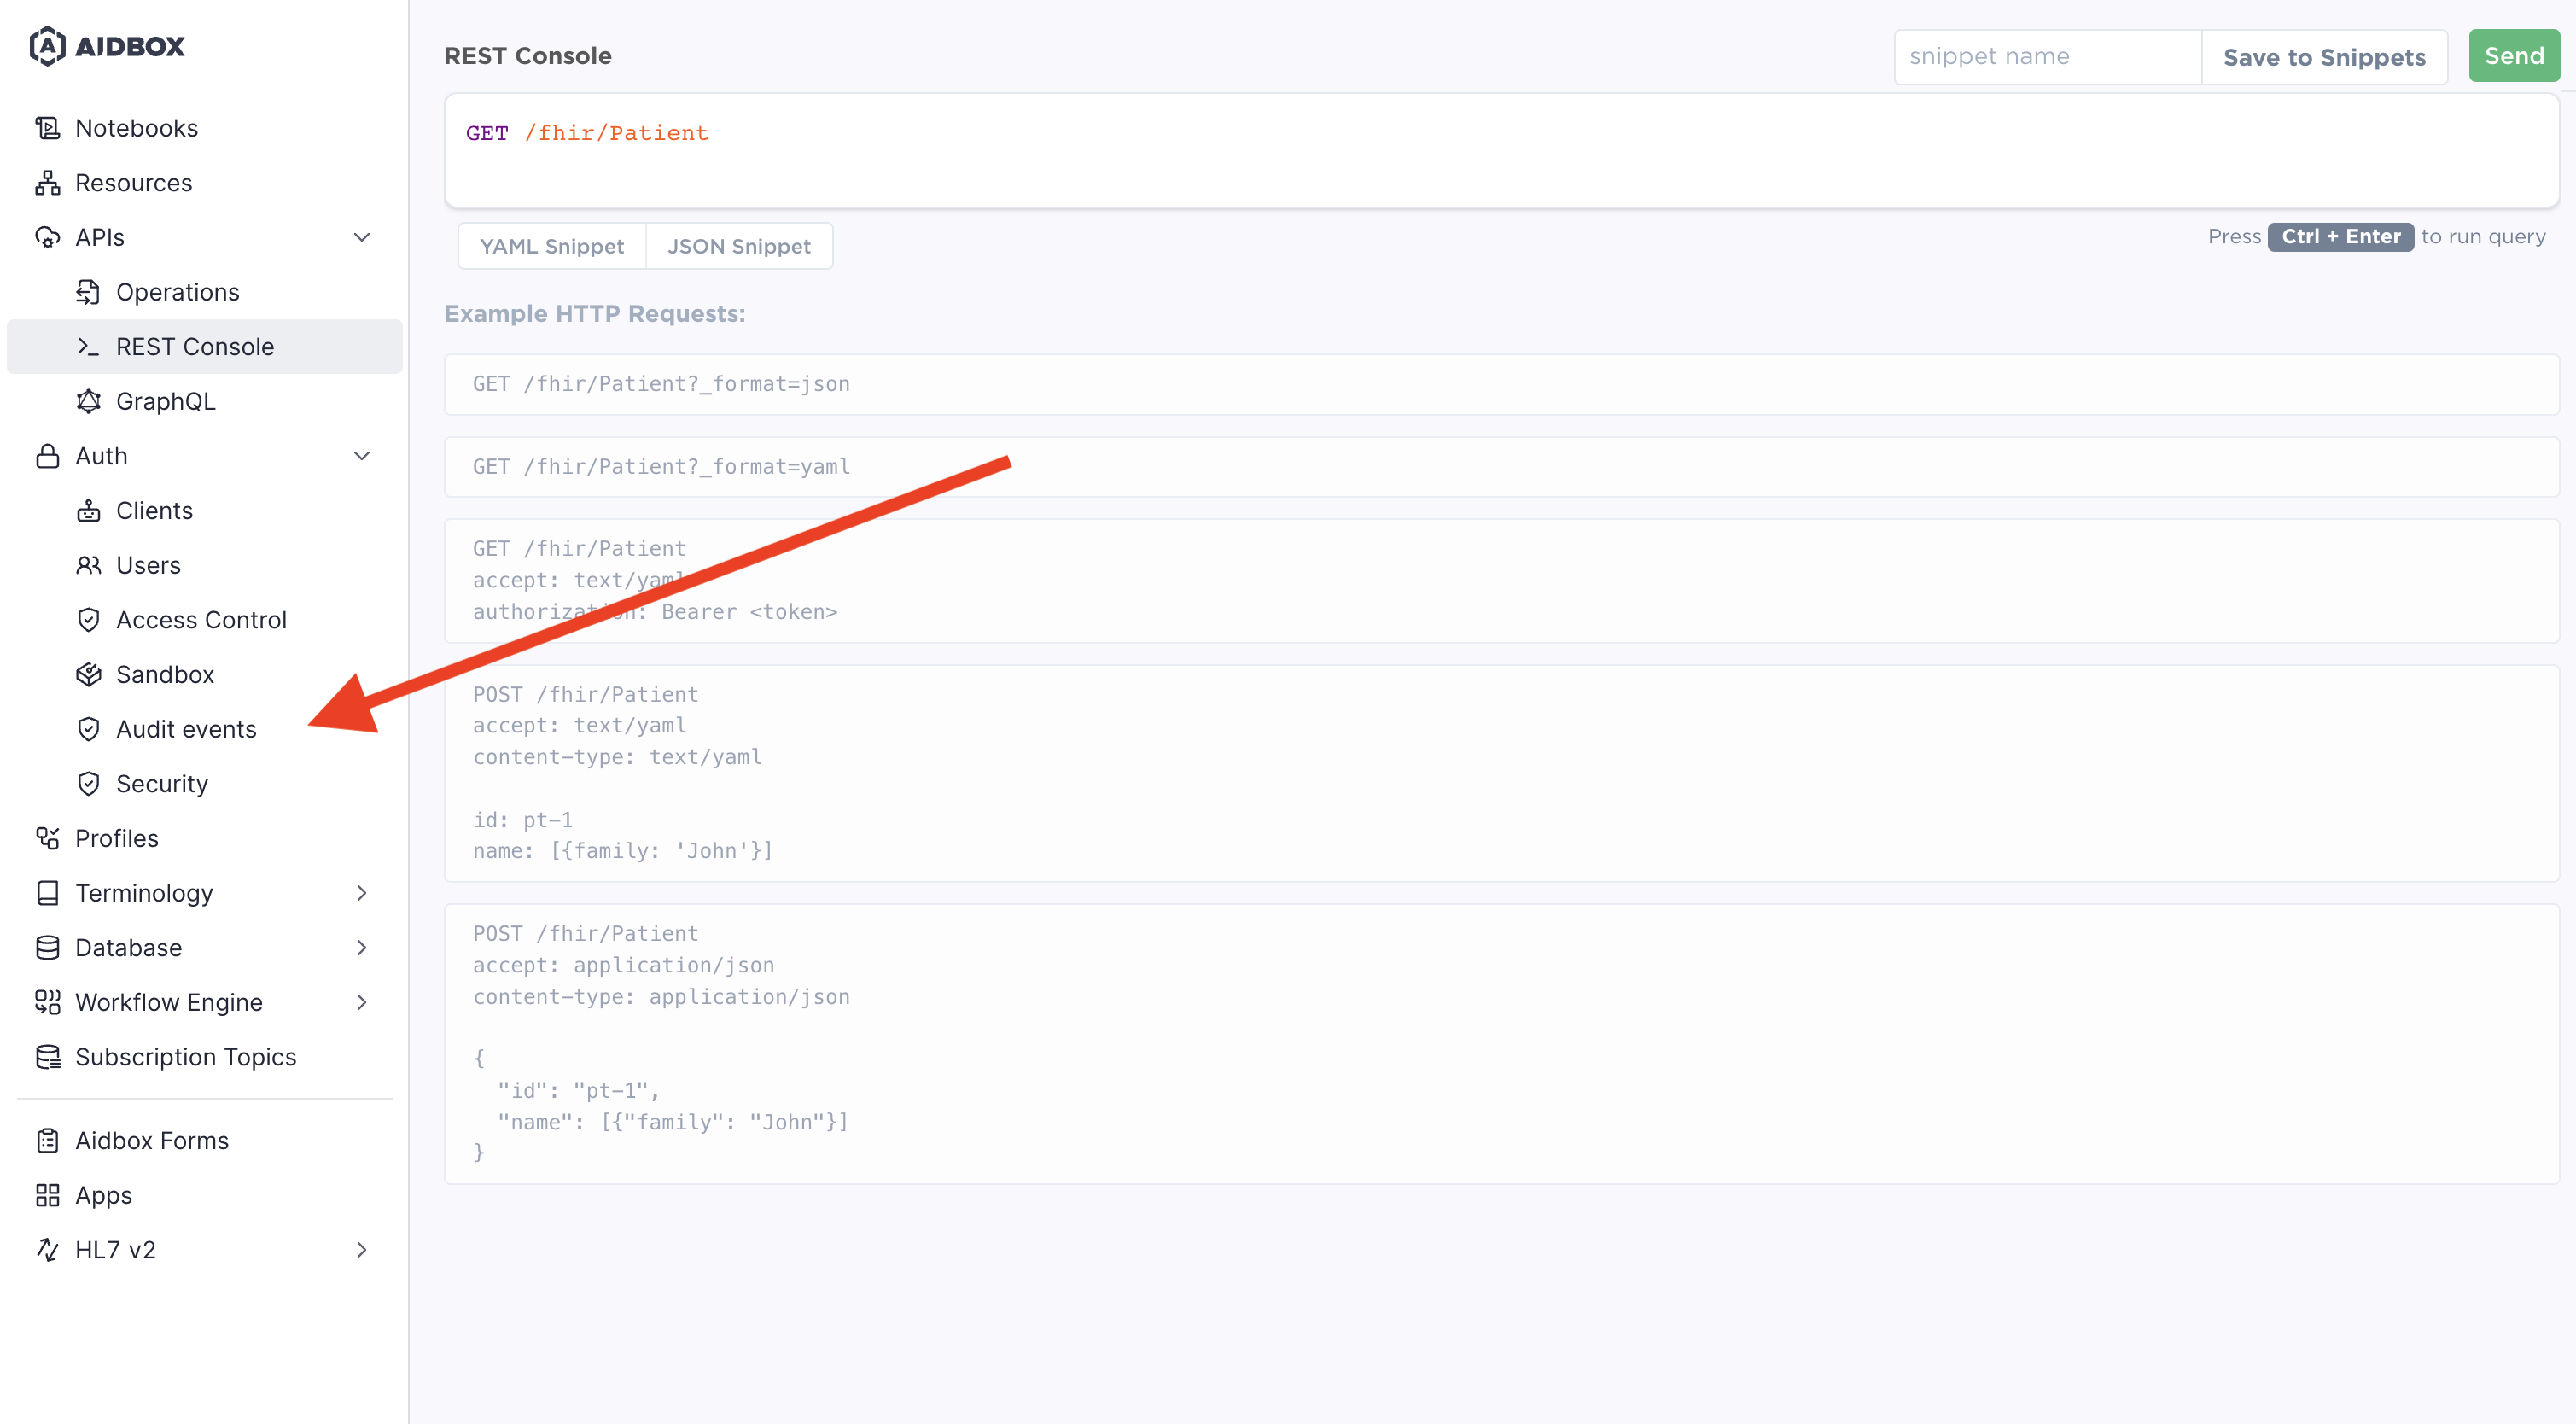 AIDBOX
Notebooks
Resources
APIs
Operations
REST Console
GraphQL
Auth
Clients
Users
Access Control
Sandbox
Audit events
Security
Profiles
Terminology
Database
Workflow Engine
Subscription Topics
Aidbox Forms
Apps
HL7 v2
REST Console
snippet name
Save to Snippets
Send
GET /fhir/Patient
YAML Snippet
JSON Snippet
Press Ctrl + Enter to run query
Example HTTP Requests:
GET /fhir/Patient?_format=json
GET /fhir/Patient?_format=yaml
GET /fhir/Patient
accept: text/yaml
authorization: Bearer <token>
POST /fhir/Patient
accept: text/yaml
content-type: text/yaml
id: pt-1
name: [{family: 'John'}]
POST /fhir/Patient
accept: application/json
content-type: application/json
{
"id": "pt-1",
"name": [{"family": "John"}]
}